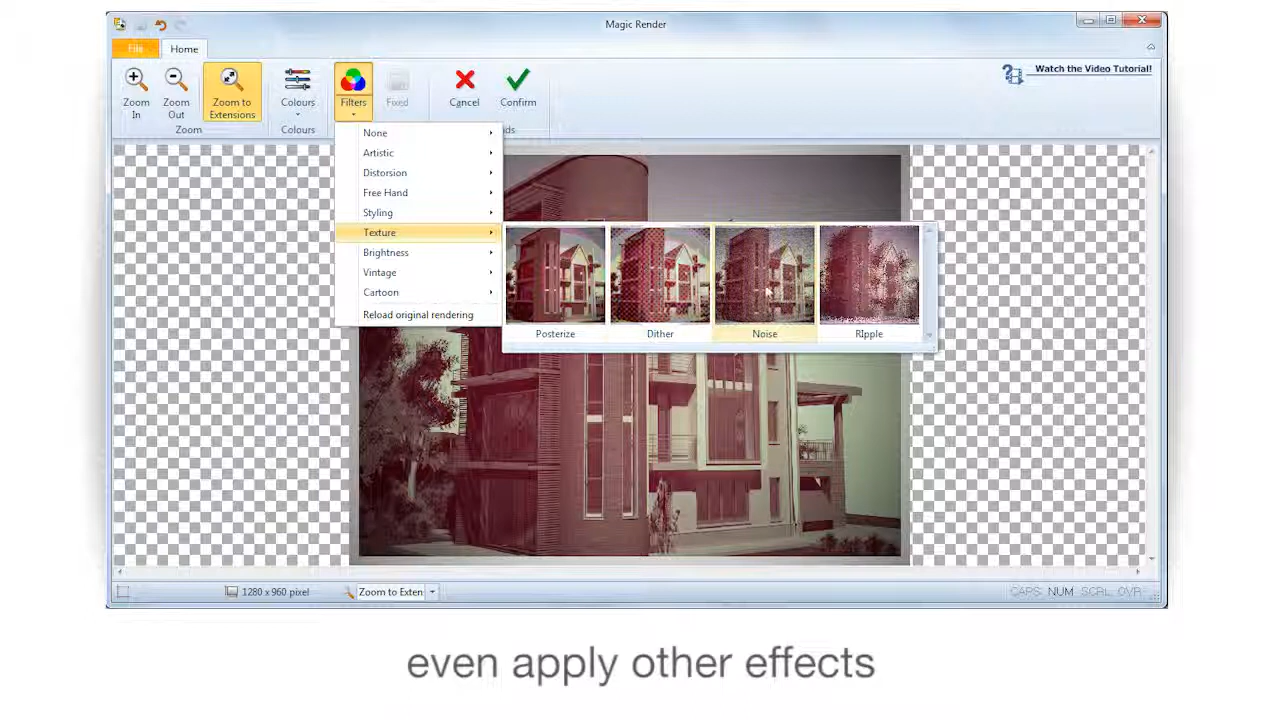 Magic Render
File
Home
Watch the Video Tutorial!
Zoom In
Zoom Out
Zoom to Extensions
Colours
Filters
Fixed
Cancel
Confirm
Zoom
Colours
ds
None
Artistic
Distorsion
Free Hand
Styling
Texture
Brightness
Vintage
Cartoon
Reload original rendering
Posterize
Dither
Noise
RIpple
1280 x 960 pixel
Zoom to Exten
CAPS NUM SCRL OVR
even apply other effects